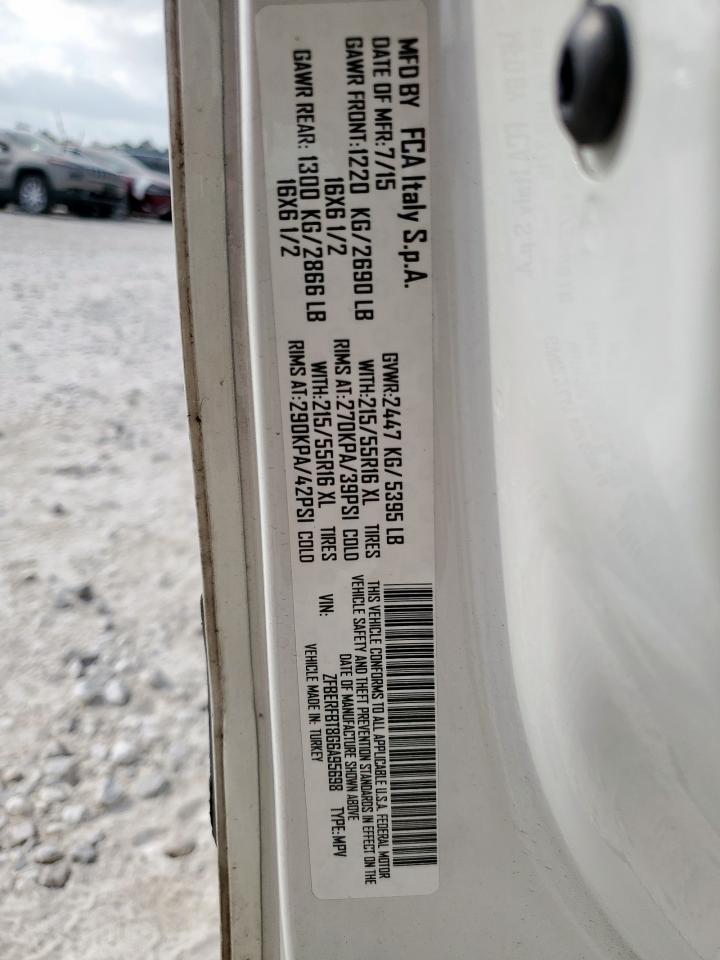 MFD BY FCA Italy S.p.A.
DATE OF MFR:7/15 GVWR:2447 KG/5395 LB
GAWR FRONT:1220 KG/2690 LB WITH:215/55R16 XL TIRES
16X6 1/2 RIMS AT:270KPA/39PSI COLD
GAWR REAR: 1300 KG/2866 LB WITH:215/55R16 XL TIRES
16X6 1/2 RIMS AT:290KPA/42PSI COLD
THIS VEHICLE CONFORMS TO ALL APPLICABLE U.S.A. FEDERAL MOTOR
VEHICLE SAFETY AND THEFT PREVENTION STANDARDS IN EFFECT ON THE
DATE OF MANUFACTURE SHOWN ABOVE
VIN: ZFBERFBT8G6A95698 TYPE:MPV
VEHICLE MADE IN: TURKEY